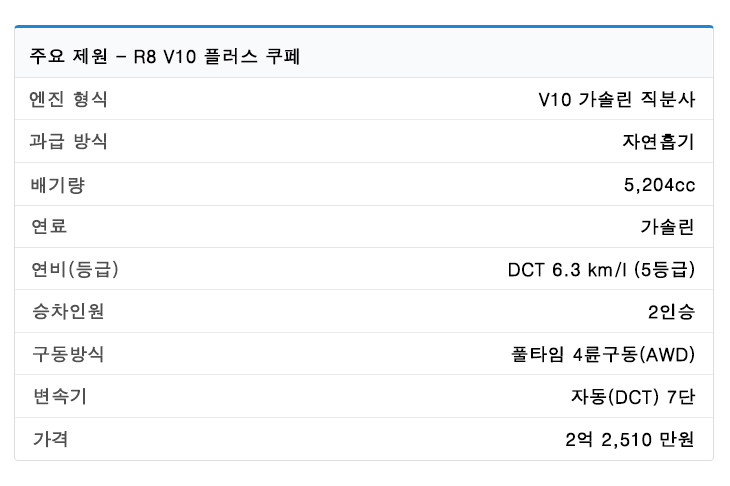 주요 제원 – R8 V10 플러스 쿠페
엔진 형식 V10 가솔린 직분사
과급 방식 자연흡기
배기량 5,204cc
연료 가솔린
연비(등급) DCT 6.3 km/l (5등급)
승차인원 2인승
구동방식 풀타임 4륜구동(AWD)
변속기 자동(DCT) 7단
가격 2억 2,510 만원